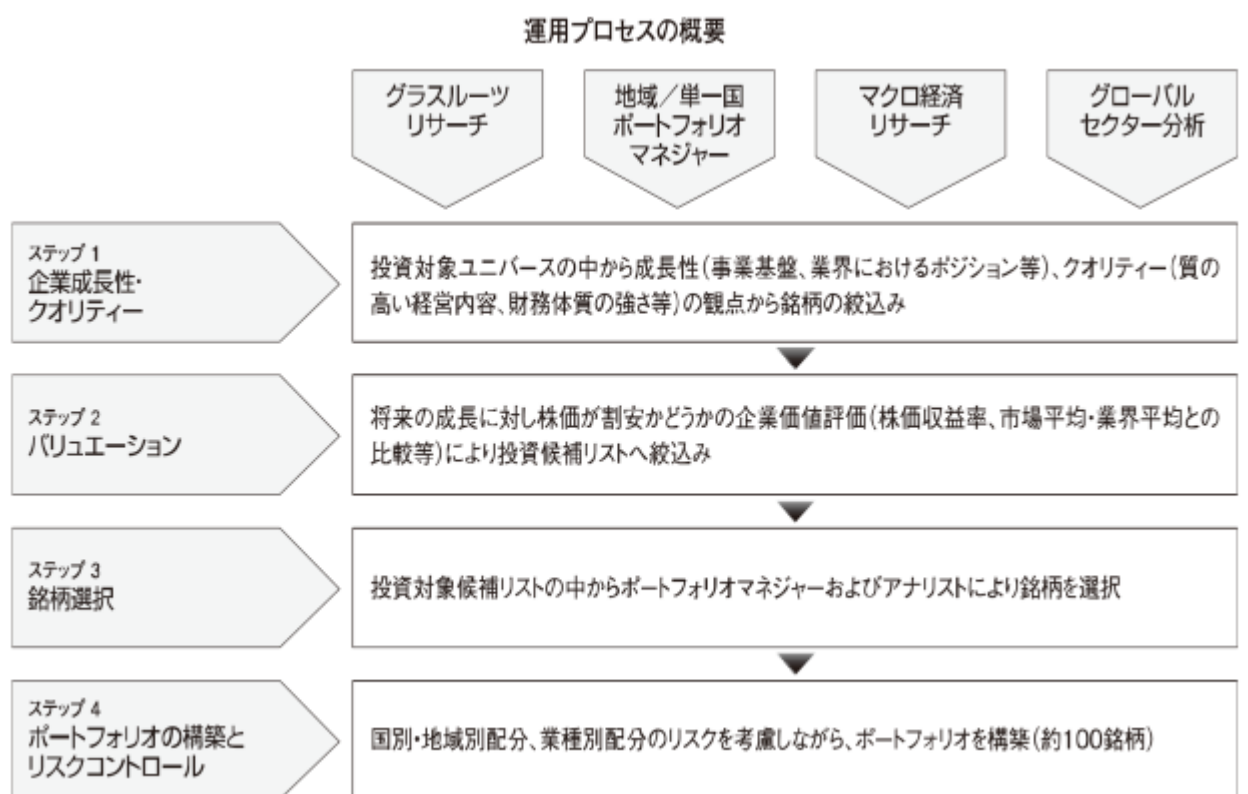 運用プロセスの概要
グラスルーツ
リサーチ
地域／単一国
ポートフォリオ
マネジャー
マクロ経済
リサーチ
グローバル
セクター分析
ステップ 1
企業成長性・
クオリティー
投資対象ユニバースの中から成長性（事業基盤、業界におけるポジション等）、クオリティー（質の
高い経営内容、財務体質の強さ等）の観点から銘柄の絞込み
ステップ 2
バリュエーション
将来の成長に対し株価が割安かどうかの企業価値評価（株価収益率、市場平均・業界平均との
比較等）により投資候補リストへ絞込み
ステップ 3
銘柄選択
投資対象候補リストの中からポートフォリオマネジャーおよびアナリストにより銘柄を選択
ステップ 4
ポートフォリオの構築と
リスクコントロール
国別・地域別配分、業種別配分のリスクを考慮しながら、ポートフォリオを構築（約100銘柄）